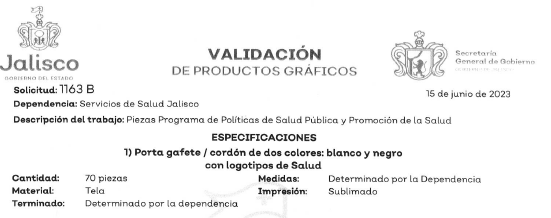 Jalisco
GOBIERNO DEL ESTADO
Secretaría
General de Gobierno
VALIDACIÓN
DE PRODUCTOS GRÁFICOS
Solicitud: 1163 B
15 de junio de 2023
Dependencia: Servicios de Salud Jalisco
Descripción del trabajo: Piezas Programa de Políticas de Salud Pública y Promoción de la Salud
ESPECIFICACIONES
1) Porta gafete / cordón de dos colores: blanco y negro
con logotipos de Salud
Cantidad: 70 piezas Medidas: Determinado por la Dependencia
Material: Tela Impresión: Sublimado
Terminado: Determinado por la dependencia